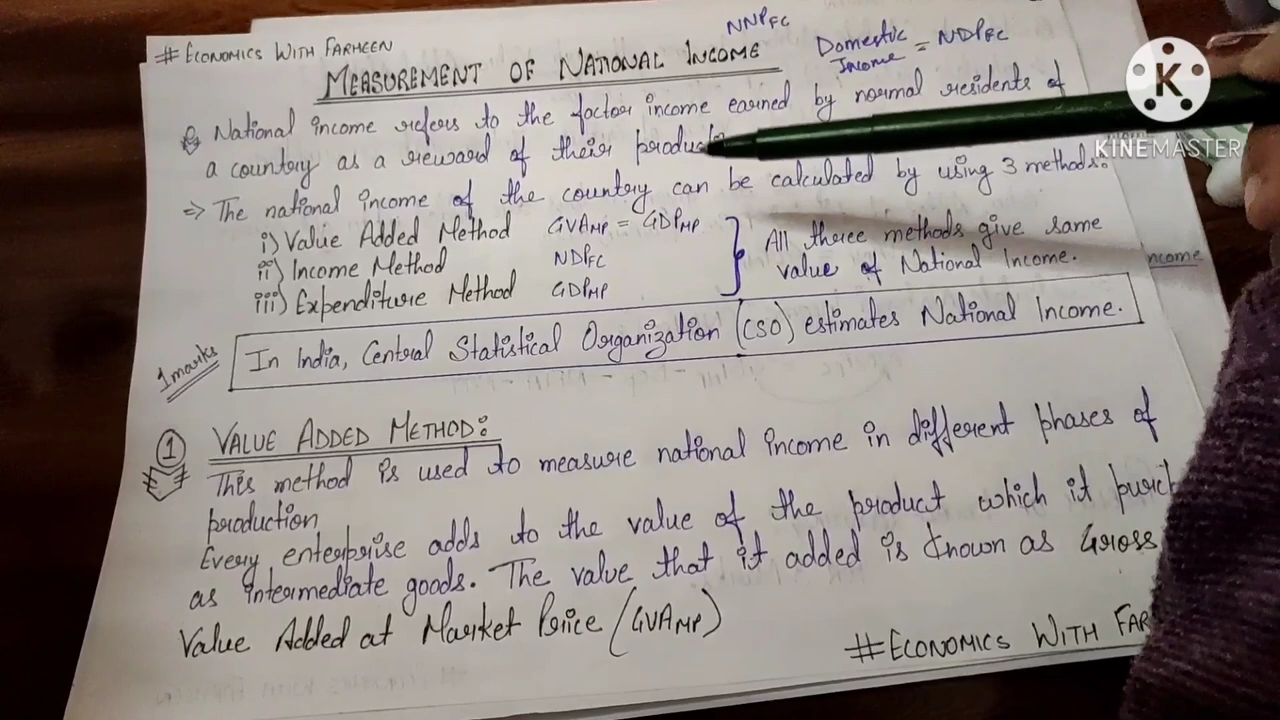 # ECONOMICS WITH FARHEEN
NNPFC
MEASUREMENT OF NATIONAL INCOME
Domestic Income = NDPFC
National income refers to the factor income earned by normal residents of
a country as a reward of their
K
KINEMASTER
⇒ The national income of the country can be calculated by using 3 methods:
i) Value Added Method GVAMP = GDPMP
ii) Income Method NDPFC
iii) Expenditure Method GDPMP
All three methods give same
value of National Income.
ncome
1marks
In India, Central Statistical Organization (CSO) estimates National Income.
1 VALUE ADDED METHOD:
This method is used to measure national income in different phases of
production
Every enterprise adds to the value of the product which it
as intermediate goods. The value that it added is known as Gross
Value Added at Market Price (GVAMP)
#ECONOMICS WITH FAR